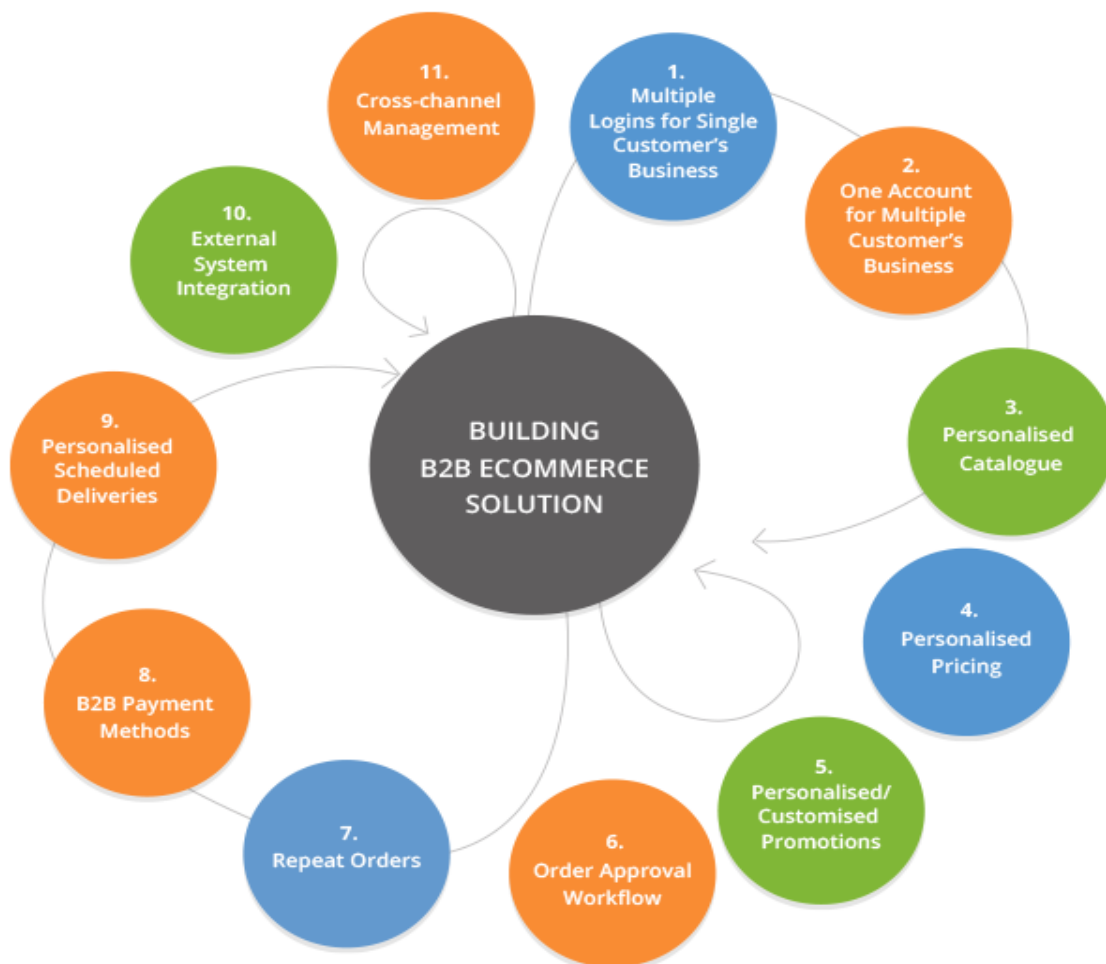 11.
Cross-channel
Management
1.
Multiple
Logins for Single
Customer's
Business
2.
One Account
for Multiple
Customer's
Business
10.
External
System
Integration
3.
Personalised
Catalogue
BUILDING
B2B ECOMMERCE
SOLUTION
9.
Personalised
Scheduled
Deliveries
4.
Personalised
Pricing
8.
B2B Payment
Methods
5.
Personalised/
Customised
Promotions
7.
Repeat Orders
6.
Order Approval
Workflow